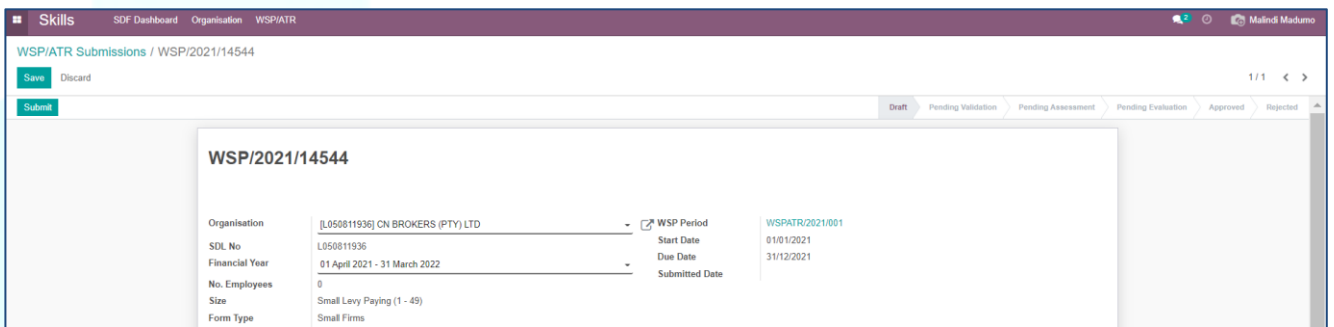 Skills SDF Dashboard Organisation WSP/ATR 2 Malindi Madumo
WSP/ATR Submissions / WSP/2021/14544
Save Discard 1 / 1
Submit Draft Pending Validation Pending Assessment Pending Evaluation Approved Rejected
WSP/2021/14544
Organisation [L050811936] CN BROKERS (PTY) LTD WSP Period WSPATR/2021/001
SDL No L050811936 Start Date 01/01/2021
Financial Year 01 April 2021 - 31 March 2022 Due Date 31/12/2021
Submitted Date
No. Employees 0
Size Small Levy Paying (1 - 49)
Form Type Small Firms